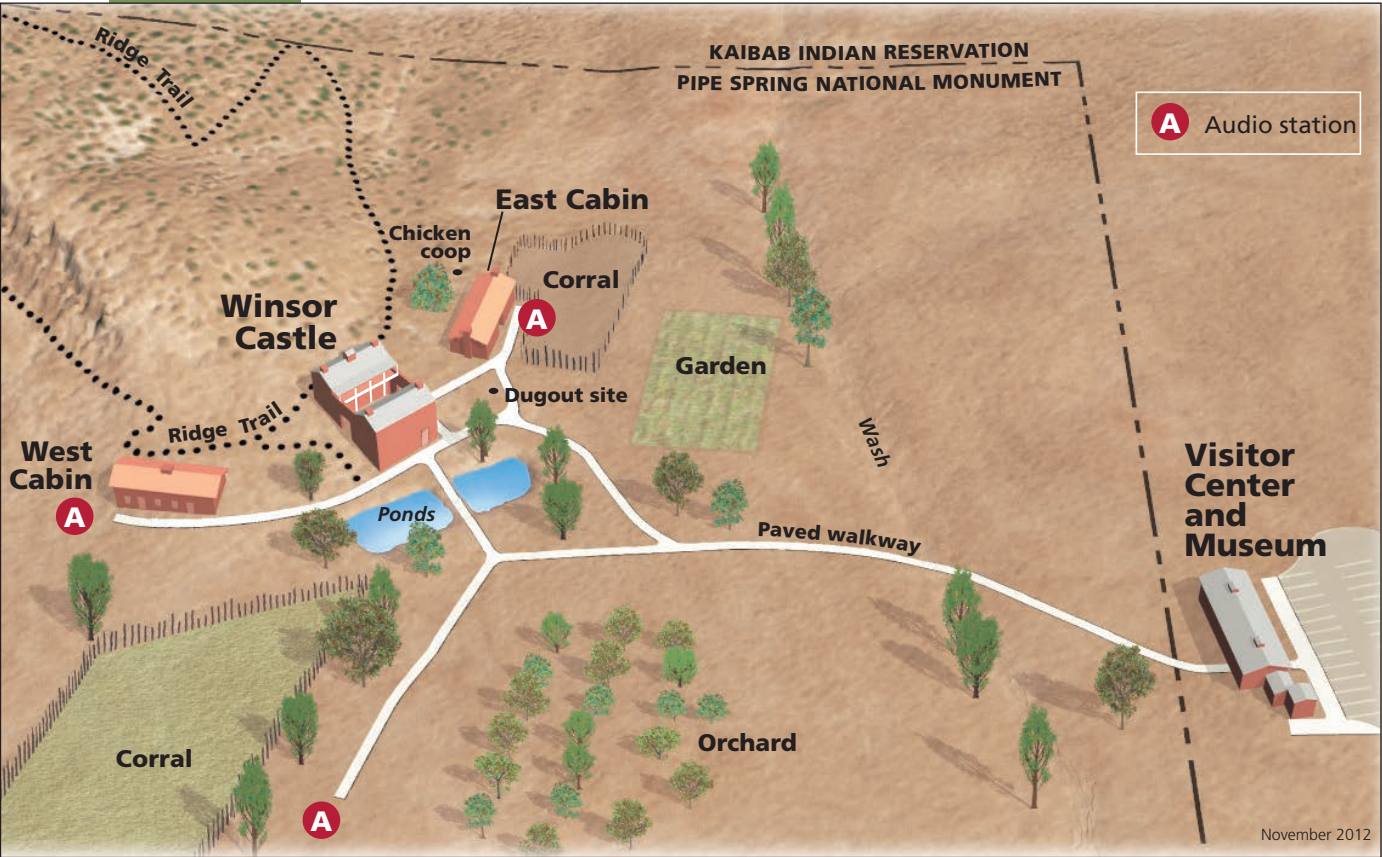 Ridge Trail
KAIBAB INDIAN RESERVATION
PIPE SPRING NATIONAL MONUMENT
A Audio station
East Cabin
Chicken
coop
Corral
A
Winsor
Castle
Garden
Dugout site
Ridge Trail
West
Cabin
A
Wash
Visitor
Center
and
Museum
Ponds
Paved walkway
Corral
Orchard
A
November 2012